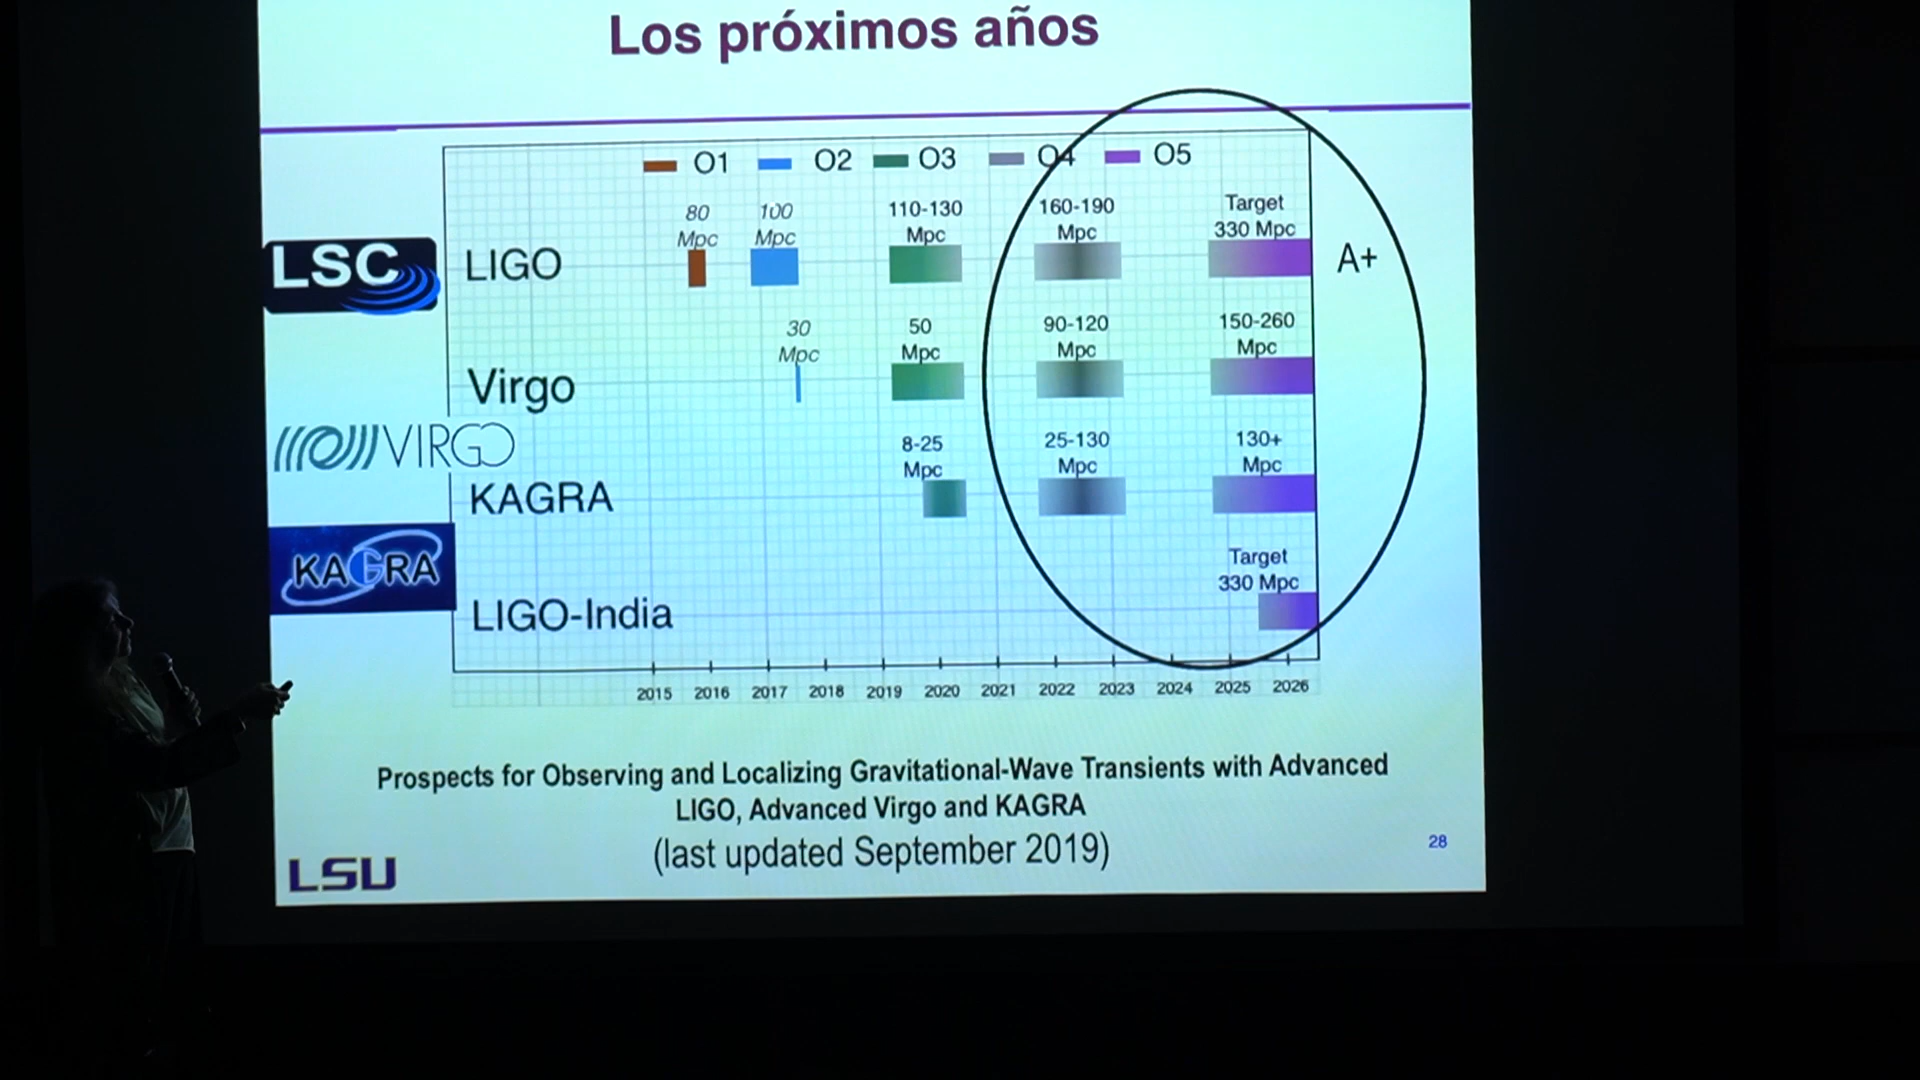 Los próximos años
O1 O2 O3 O4 O5
80 100 110-130 160-190 Target
Mpc Mpc Mpc Mpc 330 Mpc
LSC LIGO A+
30 50 90-120 150-260
Mpc Mpc Mpc Mpc
Virgo
VIRGO
8-25 25-130 130+
Mpc Mpc Mpc
KAGRA
KAGRA
Target
330 Mpc
LIGO-India
2015 2016 2017 2018 2019 2020 2021 2022 2023 2024 2025 2026
Prospects for Observing and Localizing Gravitational-Wave Transients with Advanced
LIGO, Advanced Virgo and KAGRA
(last updated September 2019)
28
LSU